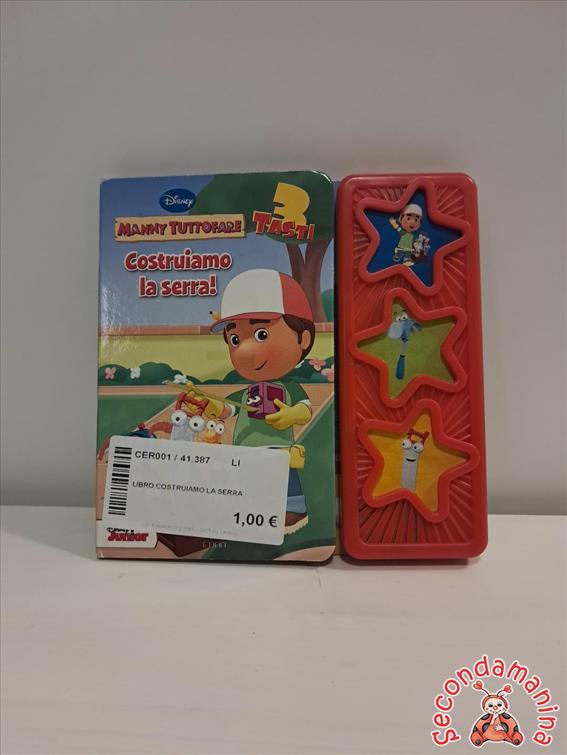 Disney
MANNY TUTTOFARE
3
TASTI
Costruiamo
la serra!
CER001 / 41.387 LI
LIBRO COSTRUIAMO LA SERRA
1,00 €
Junior
LIBRI
Secondamanina